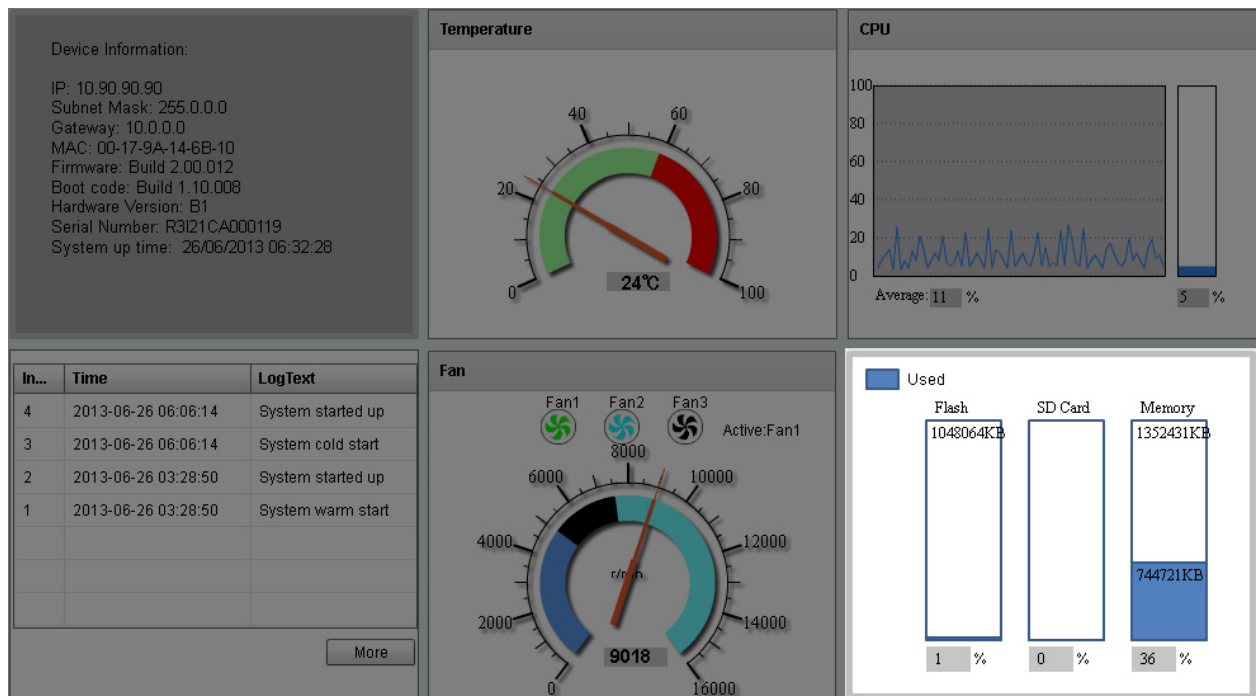 Device Information:
IP: 10.90.90.90
Subnet Mask: 255.0.0.0
Gateway: 10.0.0.0
MAC: 00-17-9A-14-6B-10
Firmware: Build 2.00.012
Boot code: Build 1.10.008
Hardware Version: B1
Serial Number: R3I21CA000119
System up time: 26/06/2013 06:32:28
Temperature
0
20
40
60
80
100
24℃
CPU
100
80
60
40
20
0
Average: 11 %
5 %
In... Time LogText
4 2013-06-26 06:06:14 System started up
3 2013-06-26 06:06:14 System cold start
2 2013-06-26 03:28:50 System started up
1 2013-06-26 03:28:50 System warm start
More
Fan
Fan1 Fan2 Fan3
Active:Fan1
0
2000
4000
6000
8000
10000
12000
14000
16000
r/min
9018
Used
Flash SD Card Memory
1048064KB 1352431KB
744721KB
1 % 0 % 36 %